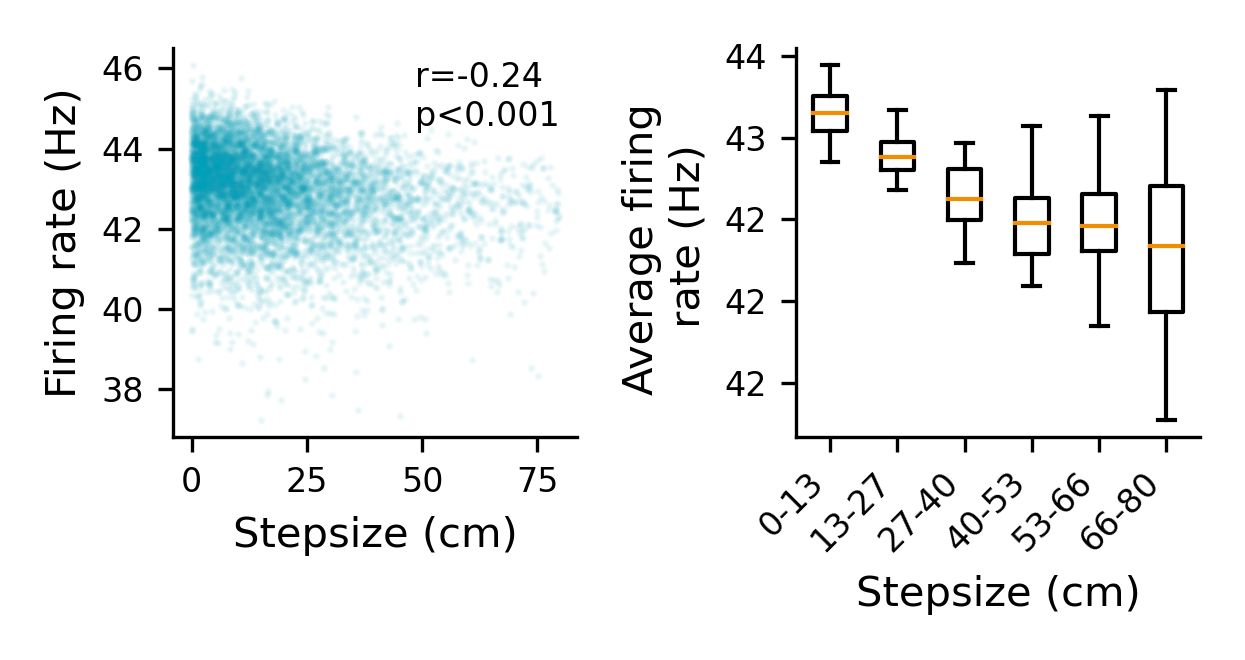 46
44
42
40
38
Firing rate (Hz)
r=-0.24
p<0.001
0 25 50 75
Stepsize (cm)
44
43
42
42
42
Average firing
rate (Hz)
0-13
13-27
27-40
40-53
53-66
66-80
Stepsize (cm)